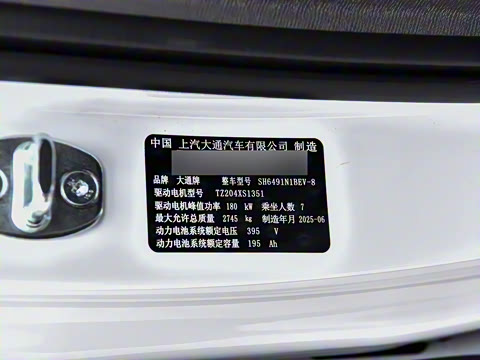 中国 上汽大通汽车有限公司 制造
品牌 大通牌 整车型号 SH6491N1BEV-8
驱动电机型号 TZ204XS1351
驱动电机峰值功率 180 kW 乘坐人数 7
最大允许总质量 2745 kg 制造年月 2025-06
动力电池系统额定电压 395 V
动力电池系统额定容量 195 Ah